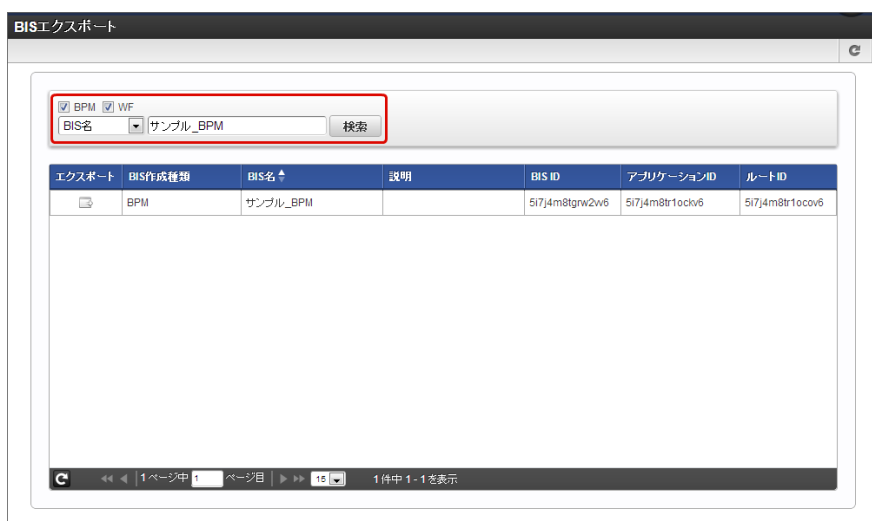 BISエクスポート
BPM WF
BIS名 サンプル_BPM 検索
エクスポート BIS作成種類 BIS名 説明 BIS ID アプリケーションID ルートID
BPM サンプル_BPM 5i7j4m8tgrw2vv6 5i7j4m8tr1ockv6 5i7j4m8tr1ocov6
1ページ中 1 ページ目 15 1件中 1 - 1 を表示